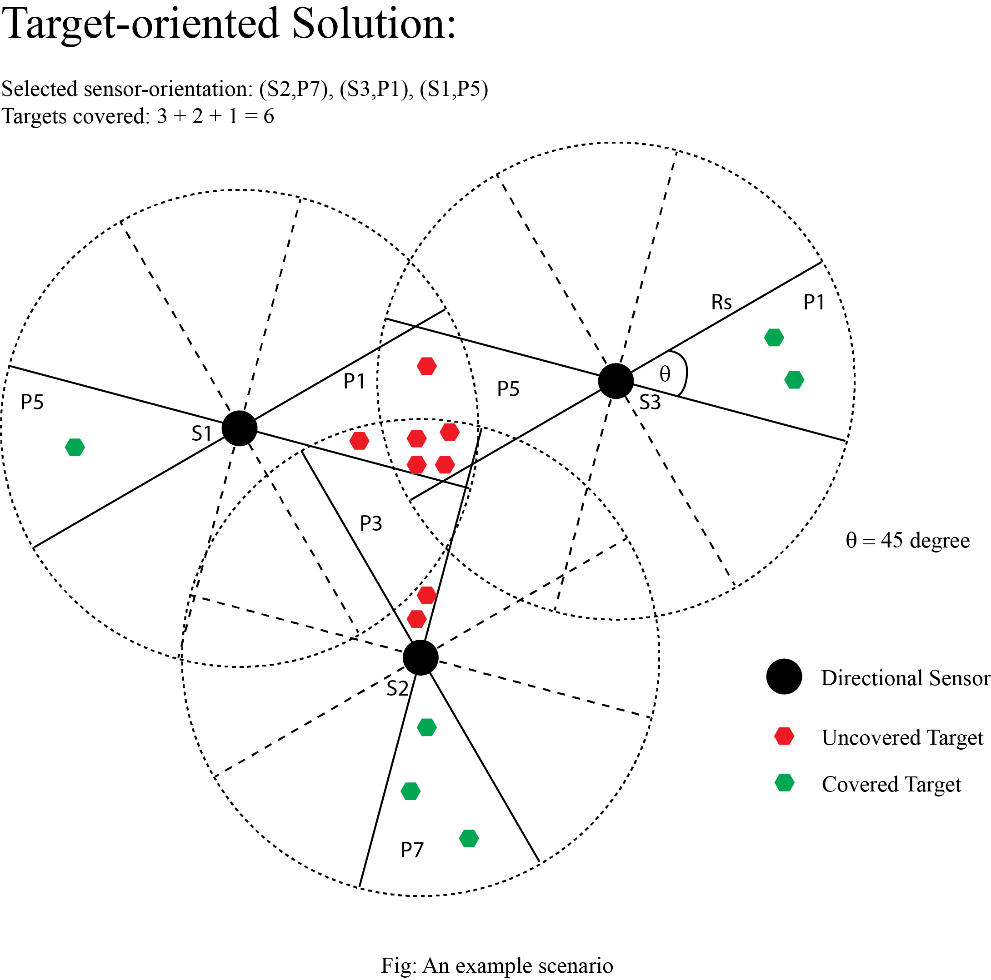 Target-oriented Solution:
Selected sensor-orientation: (S2,P7), (S3,P1), (S1,P5)
Targets covered: 3 + 2 + 1 = 6
Rs
P1
P1
θ
P5
P5
S3
S1
P3
θ = 45 degree
S2
Directional Sensor
Uncovered Target
Covered Target
P7
Fig: An example scenario